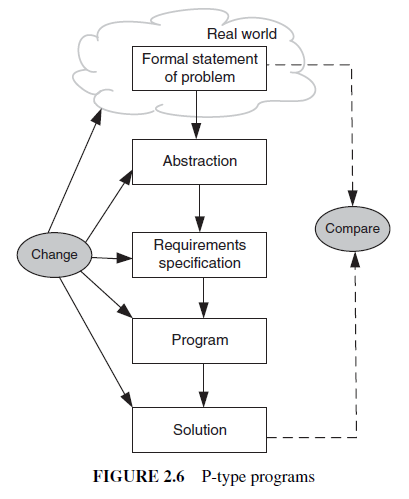 Real world
Formal statement
of problem
Abstraction
Compare
Change
Requirements
specification
Program
Solution
FIGURE 2.6 P-type programs